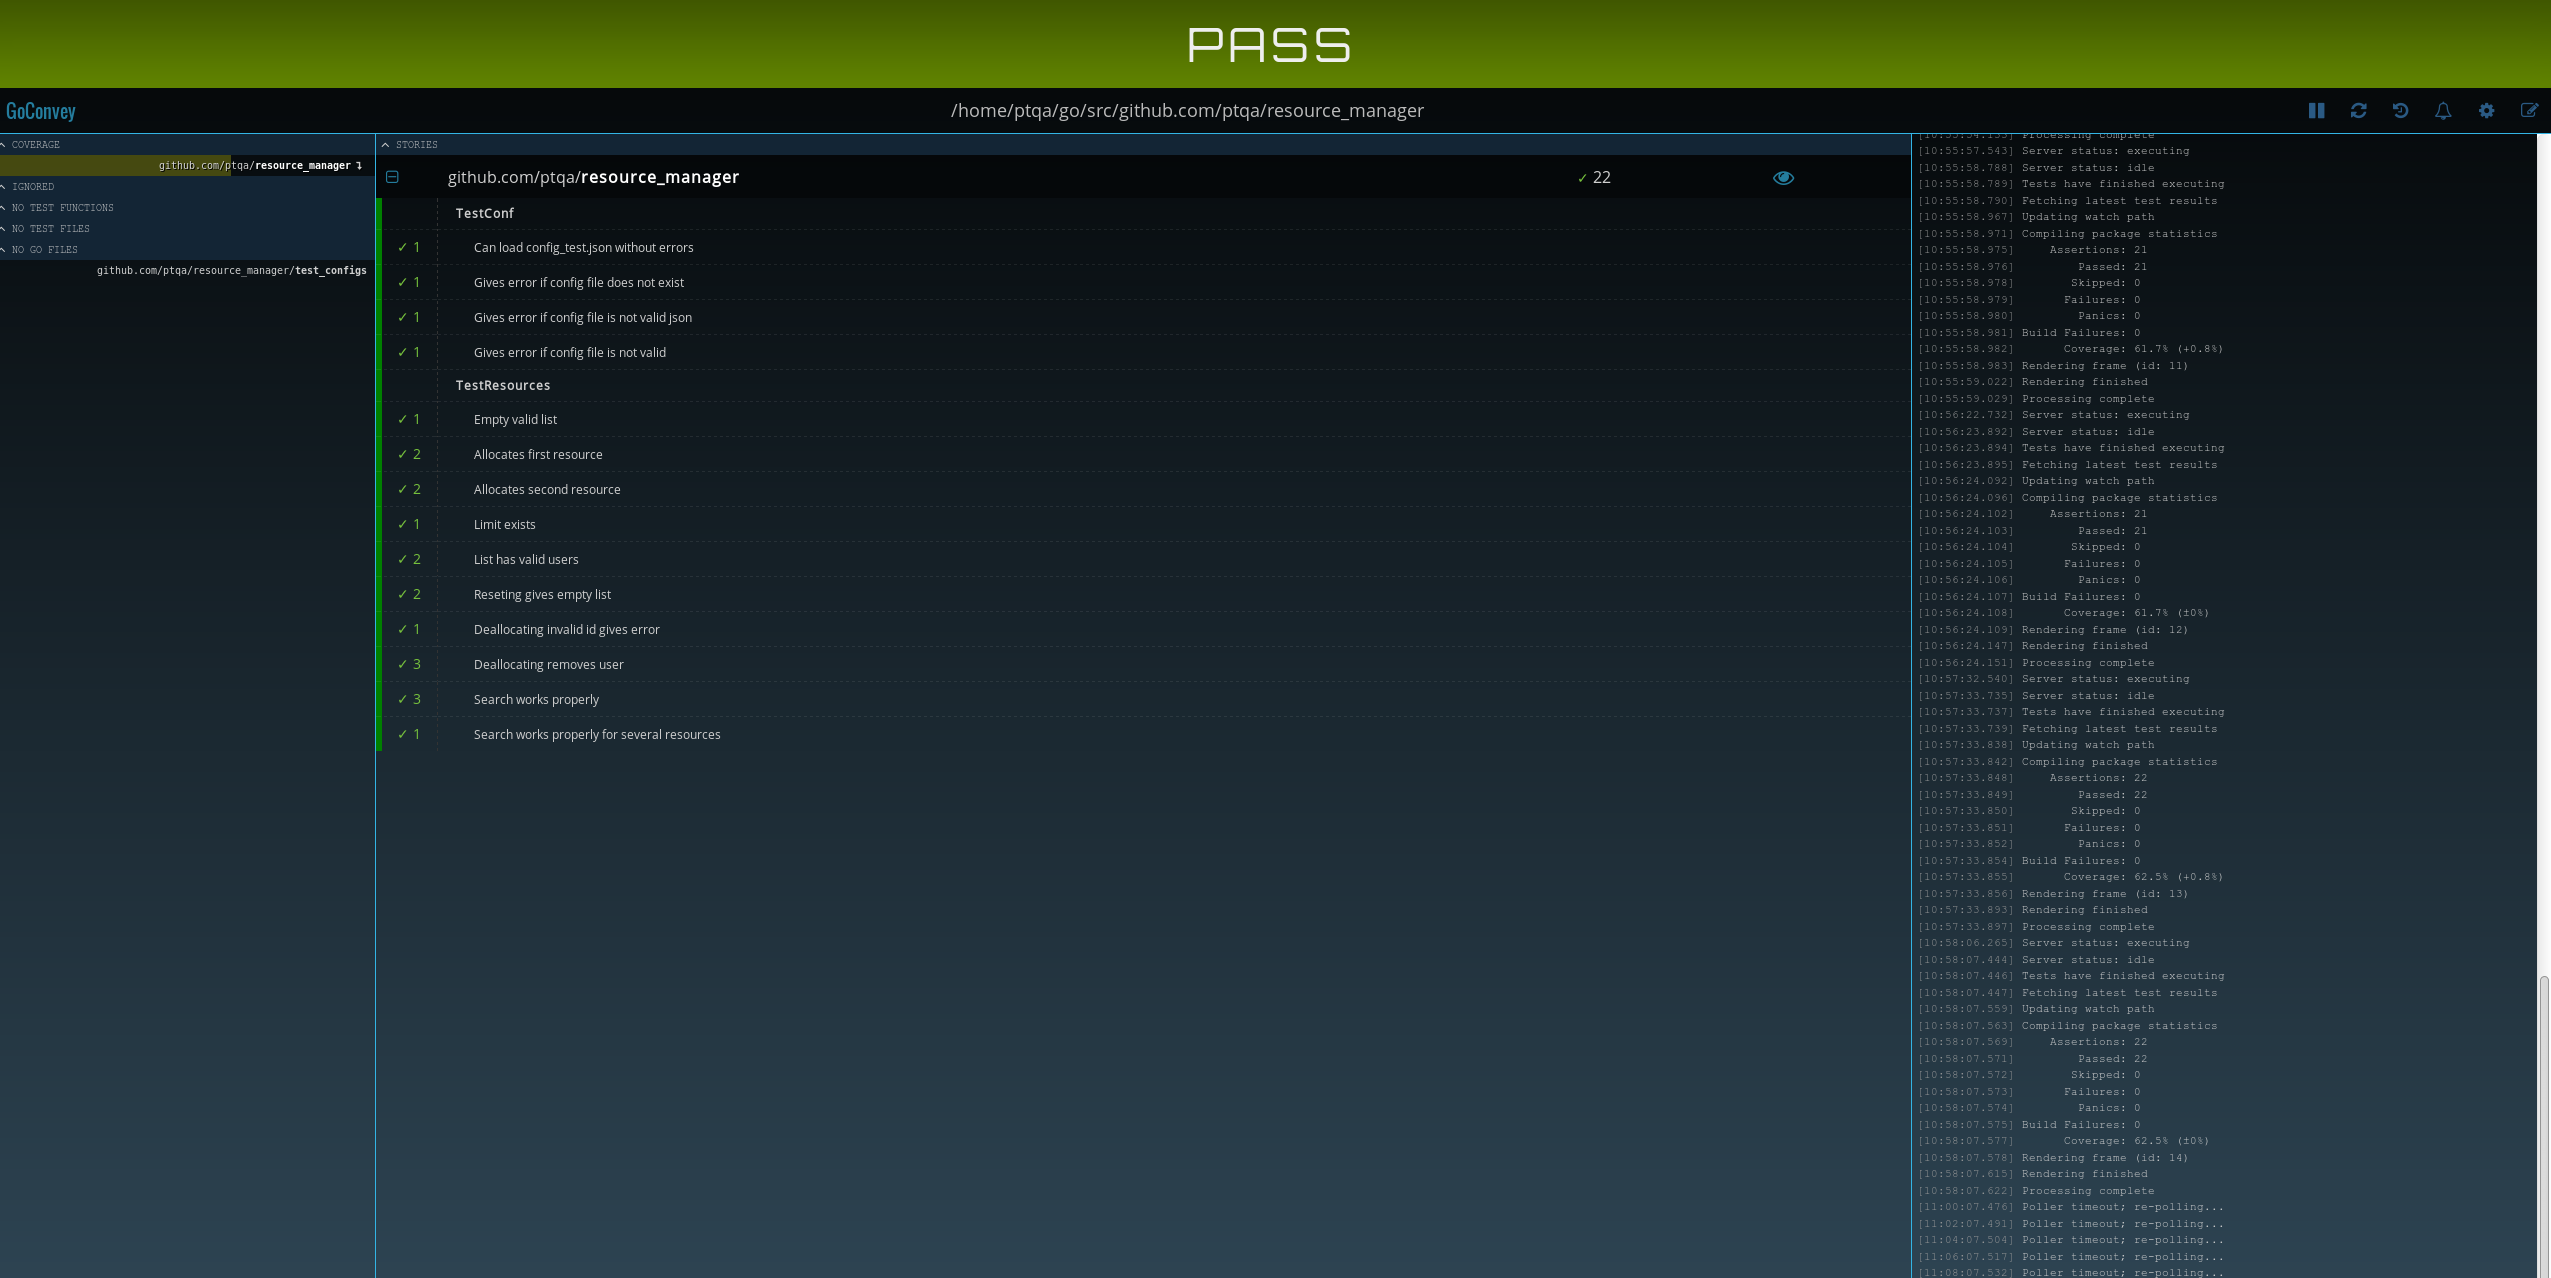 PASS
GoConvey
/home/ptqa/go/src/github.com/ptqa/resource_manager
COVERAGE
github.com/ptqa/resource_manager
IGNORED
NO TEST FUNCTIONS
NO TEST FILES
NO GO FILES
github.com/ptqa/resource_manager/test_configs
STORIES
github.com/ptqa/resource_manager ✓ 22
TestConf
✓ 1 Can load config_test.json without errors
✓ 1 Gives error if config file does not exist
✓ 1 Gives error if config file is not valid json
✓ 1 Gives error if config file is not valid
TestResources
✓ 1 Empty valid list
✓ 2 Allocates first resource
✓ 2 Allocates second resource
✓ 1 Limit exists
✓ 2 List has valid users
✓ 2 Reseting gives empty list
✓ 1 Deallocating invalid id gives error
✓ 3 Deallocating removes user
✓ 3 Search works properly
✓ 1 Search works properly for several resources
[10:55:54.153] Processing complete
[10:55:57.543] Server status: executing
[10:55:58.788] Server status: idle
[10:55:58.789] Tests have finished executing
[10:55:58.790] Fetching latest test results
[10:55:58.967] Updating watch path
[10:55:58.971] Compiling package statistics
[10:55:58.975] Assertions: 21
[10:55:58.976] Passed: 21
[10:55:58.978] Skipped: 0
[10:55:58.979] Failures: 0
[10:55:58.980] Panics: 0
[10:55:58.981] Build Failures: 0
[10:55:58.982] Coverage: 61.7% (+0.8%)
[10:55:58.983] Rendering frame (id: 11)
[10:55:59.022] Rendering finished
[10:55:59.029] Processing complete
[10:56:22.732] Server status: executing
[10:56:23.892] Server status: idle
[10:56:23.894] Tests have finished executing
[10:56:23.895] Fetching latest test results
[10:56:24.092] Updating watch path
[10:56:24.096] Compiling package statistics
[10:56:24.102] Assertions: 21
[10:56:24.103] Passed: 21
[10:56:24.104] Skipped: 0
[10:56:24.105] Failures: 0
[10:56:24.106] Panics: 0
[10:56:24.107] Build Failures: 0
[10:56:24.108] Coverage: 61.7% (±0%)
[10:56:24.109] Rendering frame (id: 12)
[10:56:24.147] Rendering finished
[10:56:24.151] Processing complete
[10:57:32.540] Server status: executing
[10:57:33.735] Server status: idle
[10:57:33.737] Tests have finished executing
[10:57:33.739] Fetching latest test results
[10:57:33.838] Updating watch path
[10:57:33.842] Compiling package statistics
[10:57:33.848] Assertions: 22
[10:57:33.849] Passed: 22
[10:57:33.850] Skipped: 0
[10:57:33.851] Failures: 0
[10:57:33.852] Panics: 0
[10:57:33.854] Build Failures: 0
[10:57:33.855] Coverage: 62.5% (+0.8%)
[10:57:33.856] Rendering frame (id: 13)
[10:57:33.893] Rendering finished
[10:57:33.897] Processing complete
[10:58:06.265] Server status: executing
[10:58:07.444] Server status: idle
[10:58:07.446] Tests have finished executing
[10:58:07.447] Fetching latest test results
[10:58:07.559] Updating watch path
[10:58:07.563] Compiling package statistics
[10:58:07.569] Assertions: 22
[10:58:07.571] Passed: 22
[10:58:07.572] Skipped: 0
[10:58:07.573] Failures: 0
[10:58:07.574] Panics: 0
[10:58:07.575] Build Failures: 0
[10:58:07.577] Coverage: 62.5% (±0%)
[10:58:07.578] Rendering frame (id: 14)
[10:58:07.615] Rendering finished
[10:58:07.622] Processing complete
[11:00:07.476] Poller timeout; re-polling...
[11:02:07.491] Poller timeout; re-polling...
[11:04:07.504] Poller timeout; re-polling...
[11:06:07.517] Poller timeout; re-polling...
[11:08:07.532] Poller timeout; re-polling...